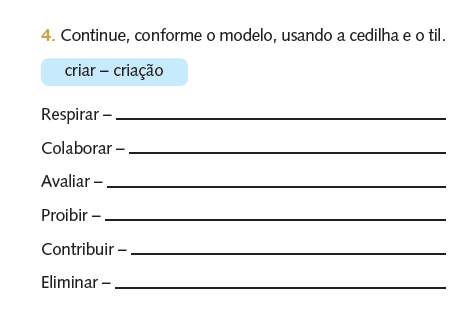 4. Continue, conforme o modelo, usando a cedilha e o til.
criar – criação
Respirar –
Colaborar –
Avaliar –
Proibir –
Contribuir –
Eliminar –